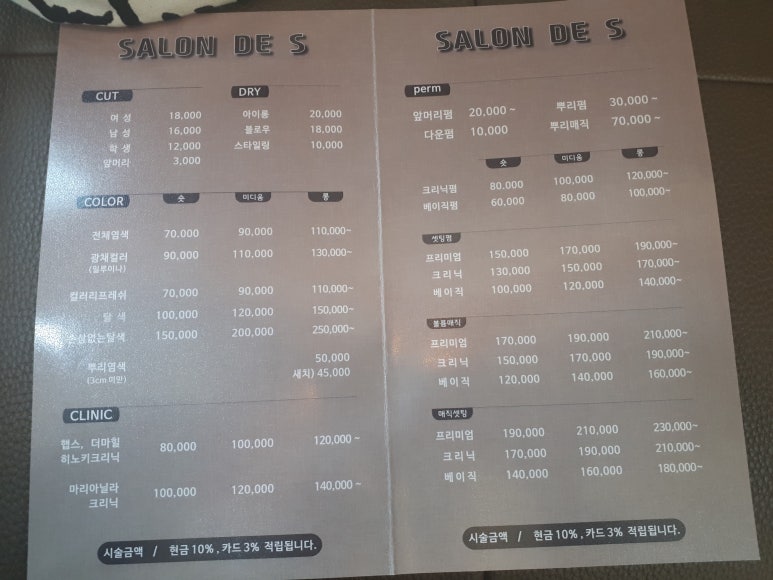 SALON DE S
CUT
여 성 18,000
남 성 16,000
학 생 12,000
앞머리 3,000
DRY
아이롱 20,000
블로우 18,000
스타일링 10,000
COLOR 숏 미디움 롱
전체염색 70,000 90,000 110,000~
광채컬러 90,000 110,000 130,000~
(일루미나)
컬러리프레쉬 70,000 90,000 110,000~
탈 색 100,000 120,000 150,000~
손상없는탈색 150,000 200,000 250,000~
뿌리염색 50,000
(3cm 미만) 새치) 45,000
CLINIC
햅스, 더마힐
히노키크리닉 80,000 100,000 120,000 ~
마리아닐라
크리닉 100,000 120,000 140,000 ~
시술금액 / 현금 10% , 카드 3% 적립됩니다.
SALON DE S
perm
앞머리펌 20,000 ~ 뿌리펌 30,000 ~
다운펌 10,000 뿌리매직 70,000 ~
숏 미디움 롱
크리닉펌 80,000 100,000 120,000~
베이직펌 60,000 80,000 100,000~
셋팅펌
프리미엄 150,000 170,000 190,000~
크리닉 130,000 150,000 170,000~
베이직 100,000 120,000 140,000~
볼륨매직
프리미엄 170,000 190,000 210,000~
크리닉 150,000 170,000 190,000~
베이직 120,000 140,000 160,000~
매직셋팅
프리미엄 190,000 210,000 230,000~
크리닉 170,000 190,000 210,000~
베이직 140,000 160,000 180,000~
시술금액 / 현금 10% , 카드 3% 적립됩니다.